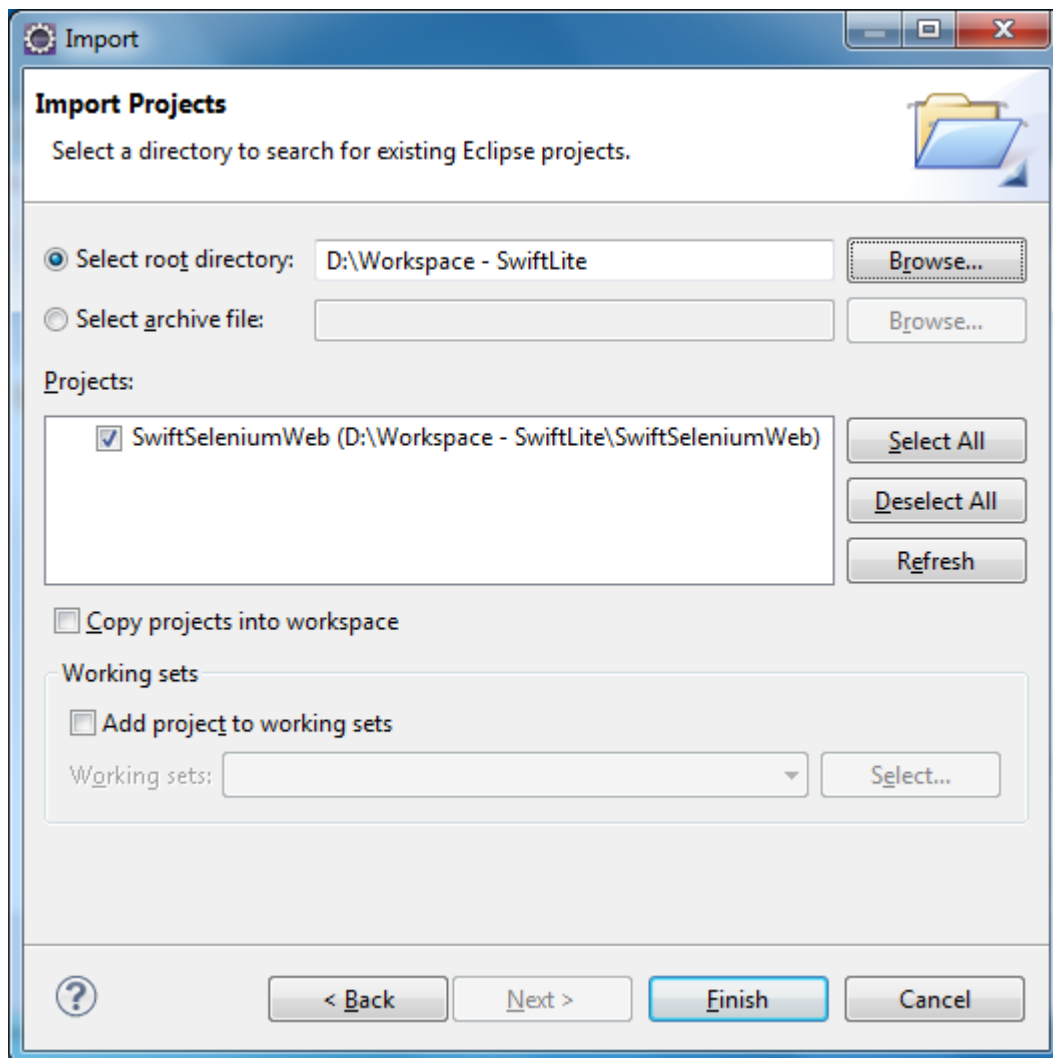 Import
Import Projects
Select a directory to search for existing Eclipse projects.
Select root directory: D:\Workspace - SwiftLite Browse...
Select archive file: Browse...
Projects:
SwiftSeleniumWeb (D:\Workspace - SwiftLite\SwiftSeleniumWeb) Select All
Deselect All
Refresh
Copy projects into workspace
Working sets
Add project to working sets
Working sets: Select...
? < Back Next > Finish Cancel